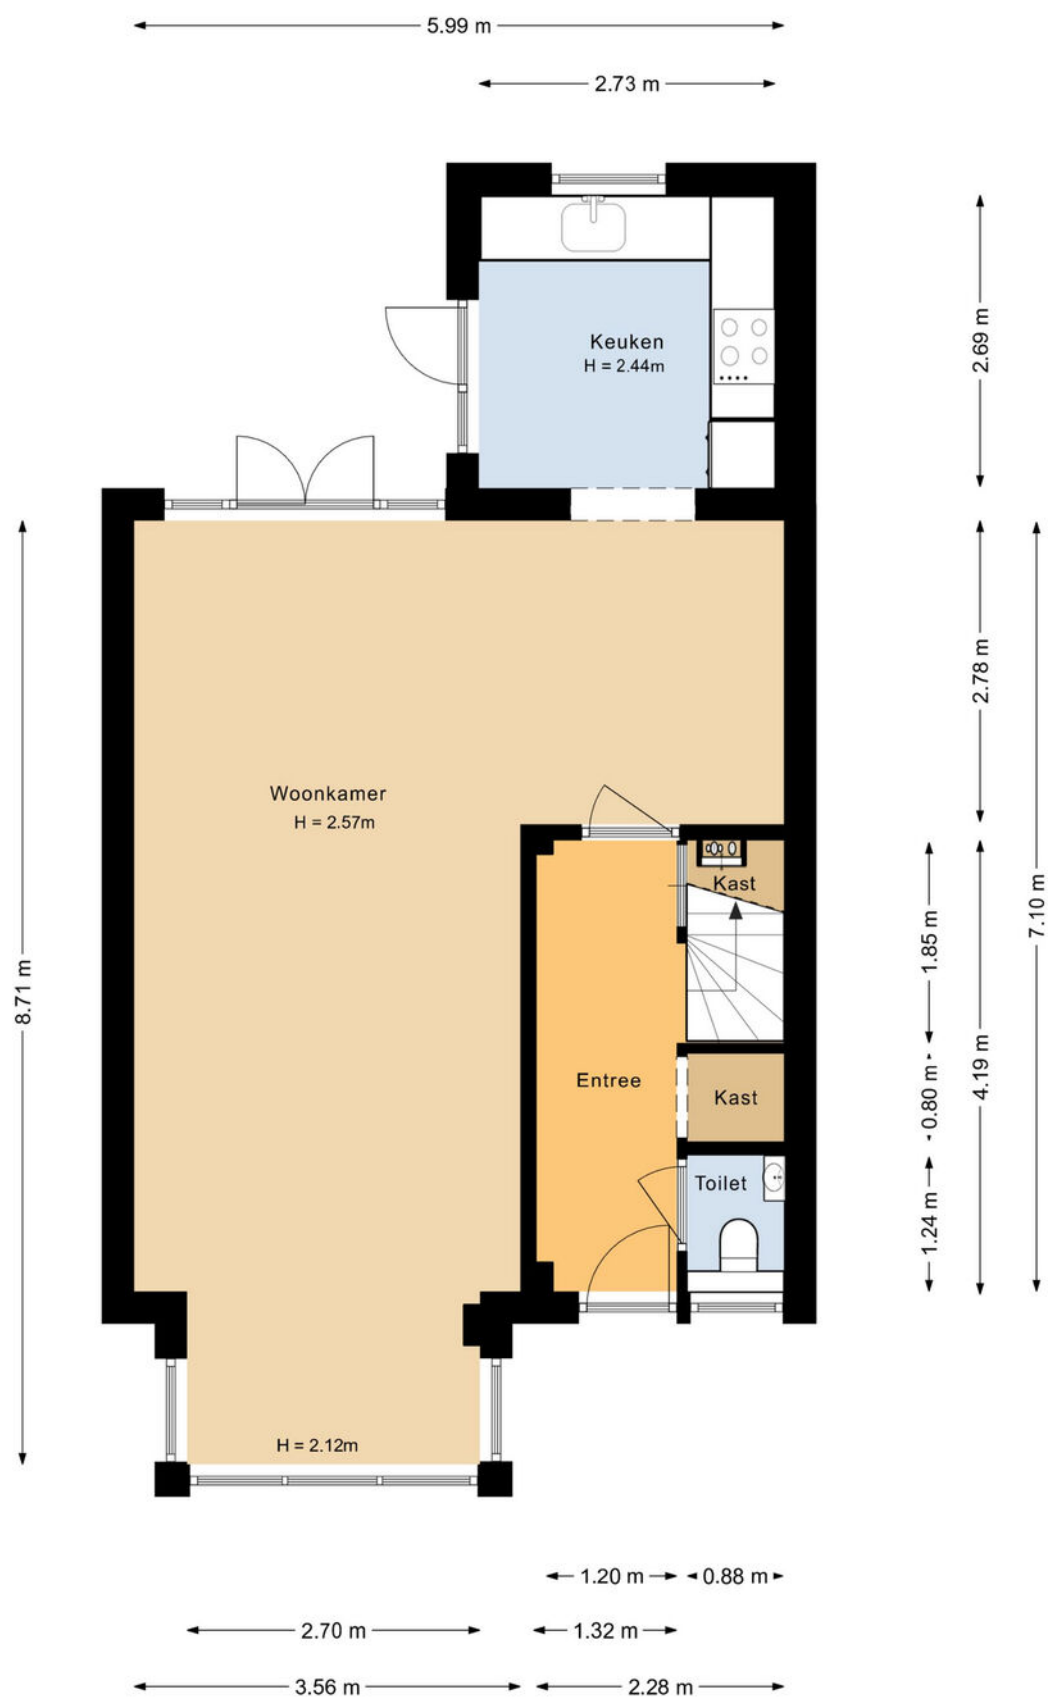 5.99 m
2.73 m
Keuken
H = 2.44m
2.69 m
2.78 m
Woonkamer
H = 2.57m
Kast
7.10 m
1.85 m
8.71 m
4.19 m
Entree
Kast
0.80 m
Toilet
1.24 m
H = 2.12m
1.20 m
0.88 m
2.70 m
1.32 m
3.56 m
2.28 m